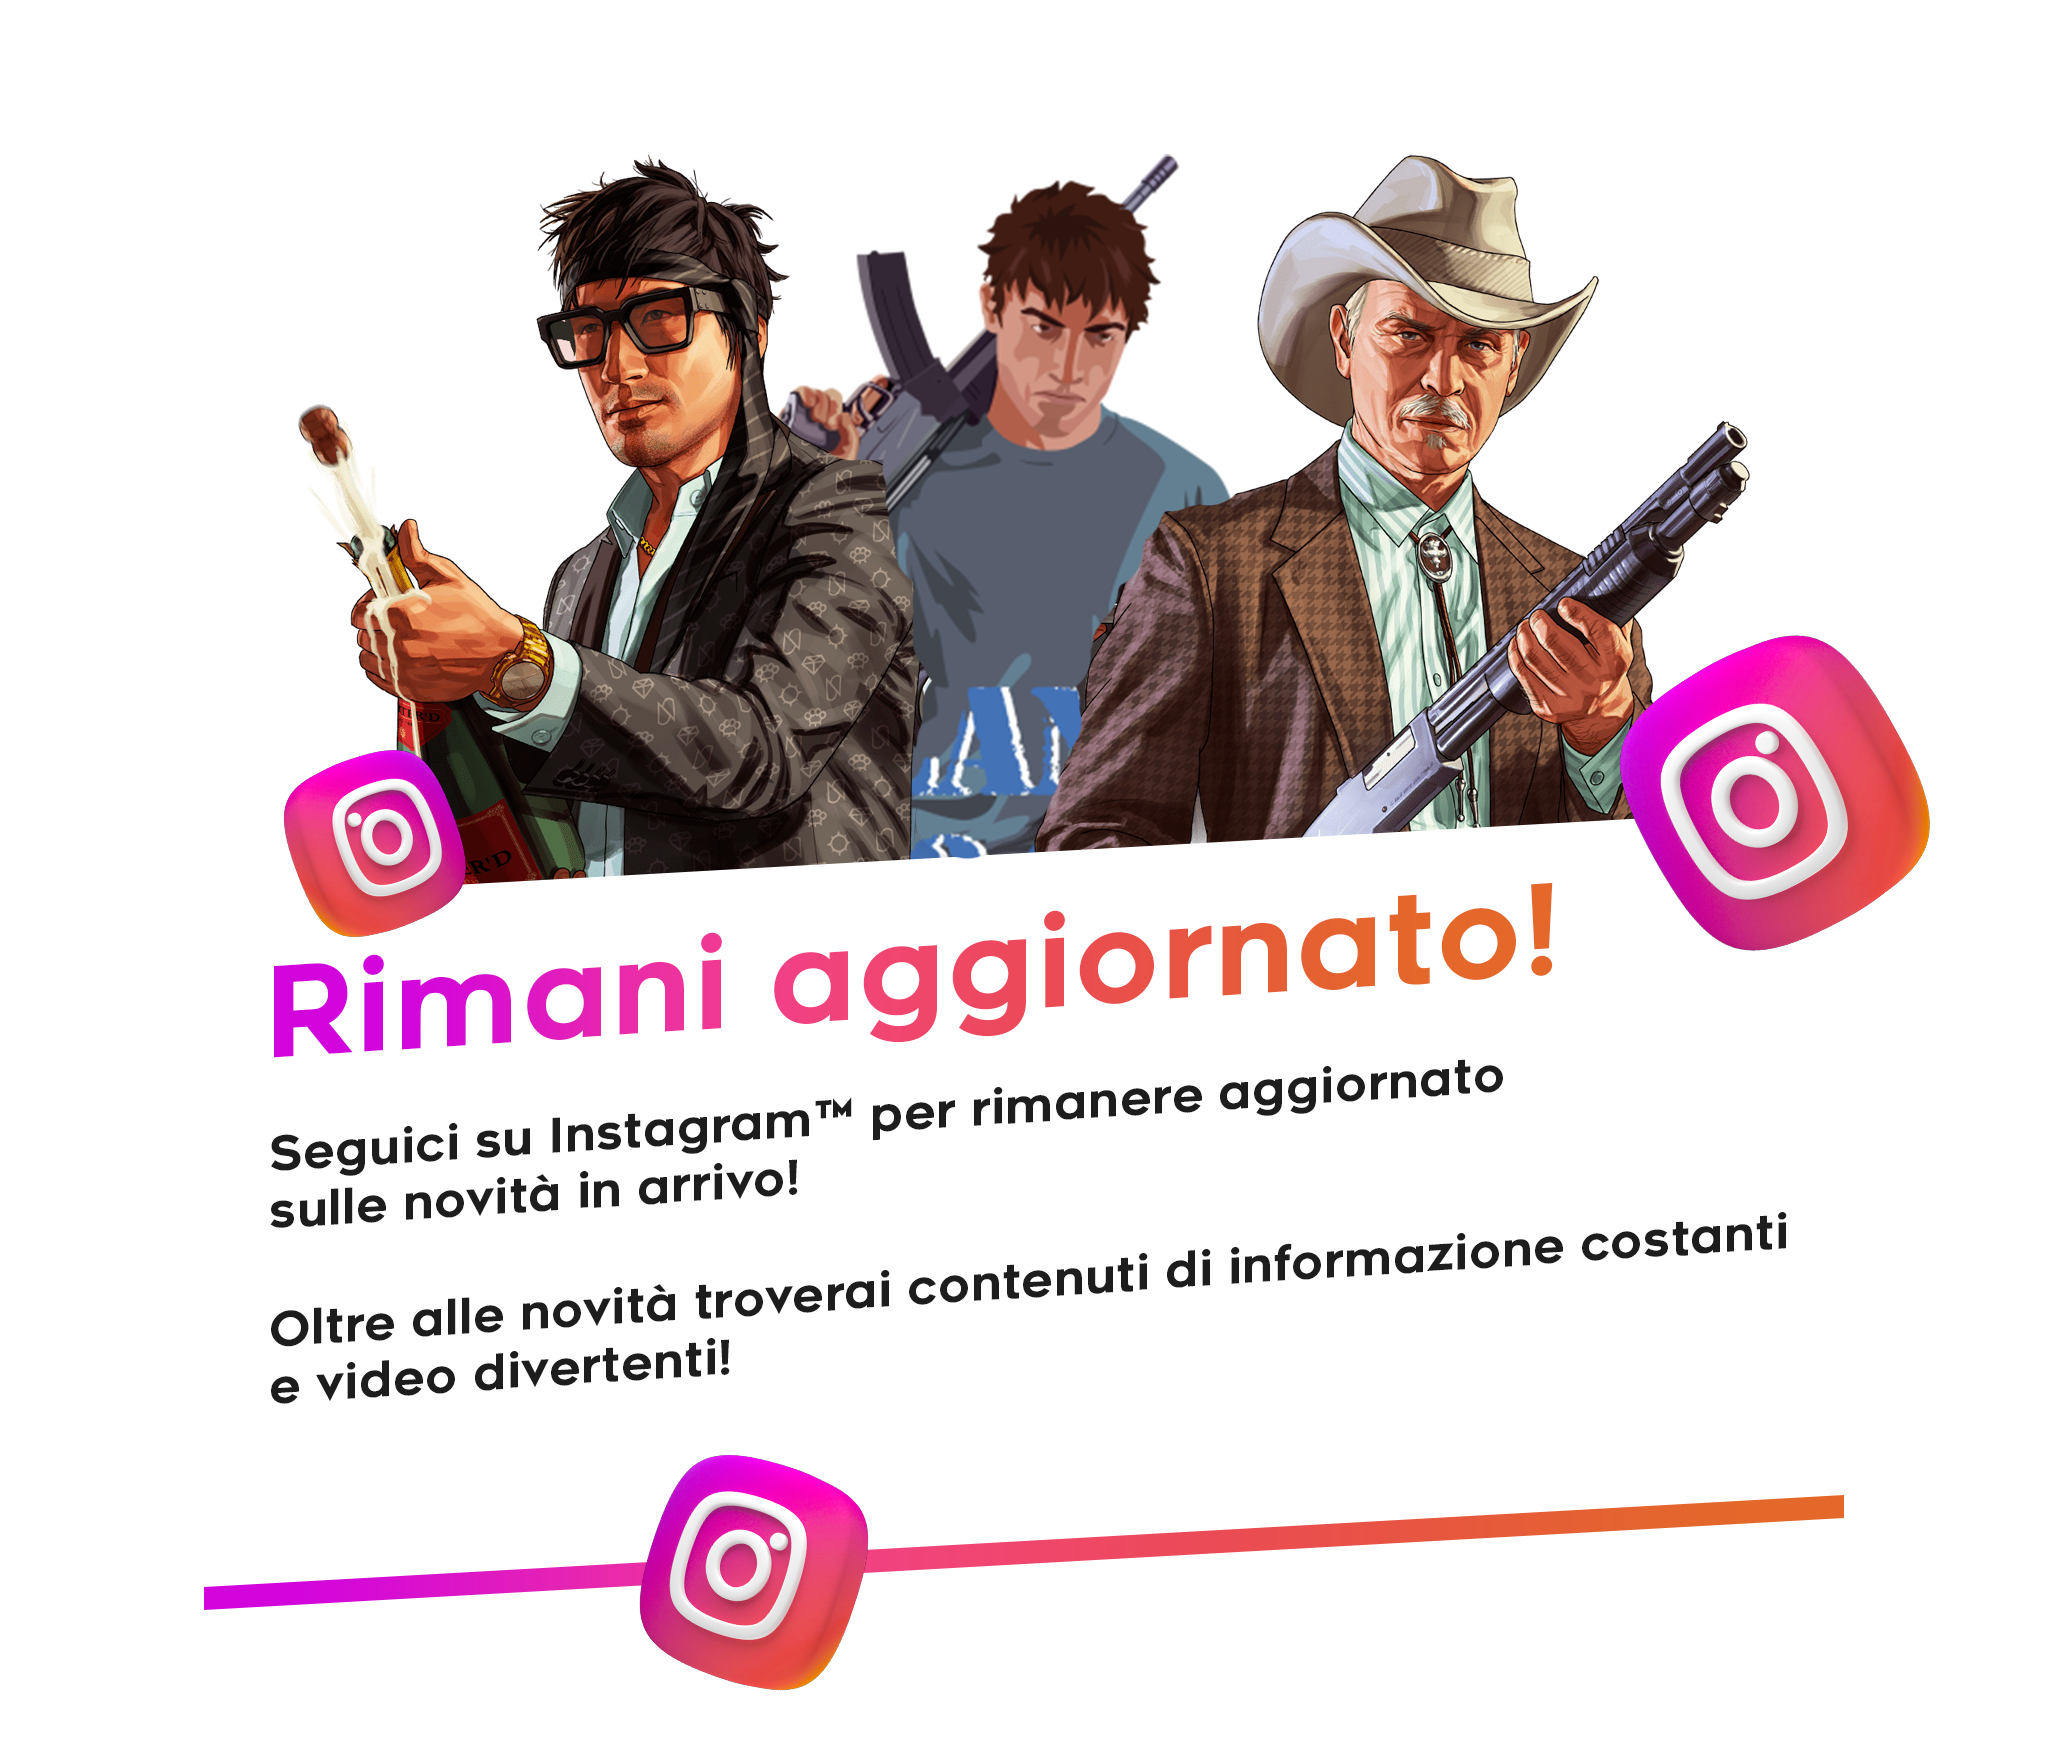 Rimani aggiornato!
Seguici su Instagram™ per rimanere aggiornato
sulle novità in arrivo!
Oltre alle novità troverai contenuti di informazione costanti
e video divertenti!